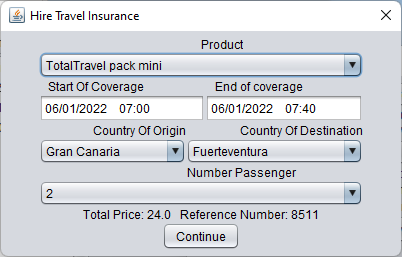 Hire Travel Insurance
Product
TotalTravel pack mini
Start Of Coverage End of coverage
06/01/2022 07:00 06/01/2022 07:40
Country Of Origin Country Of Destination
Gran Canaria Fuerteventura
Number Passenger
2
Total Price: 24.0 Reference Number: 8511
Continue